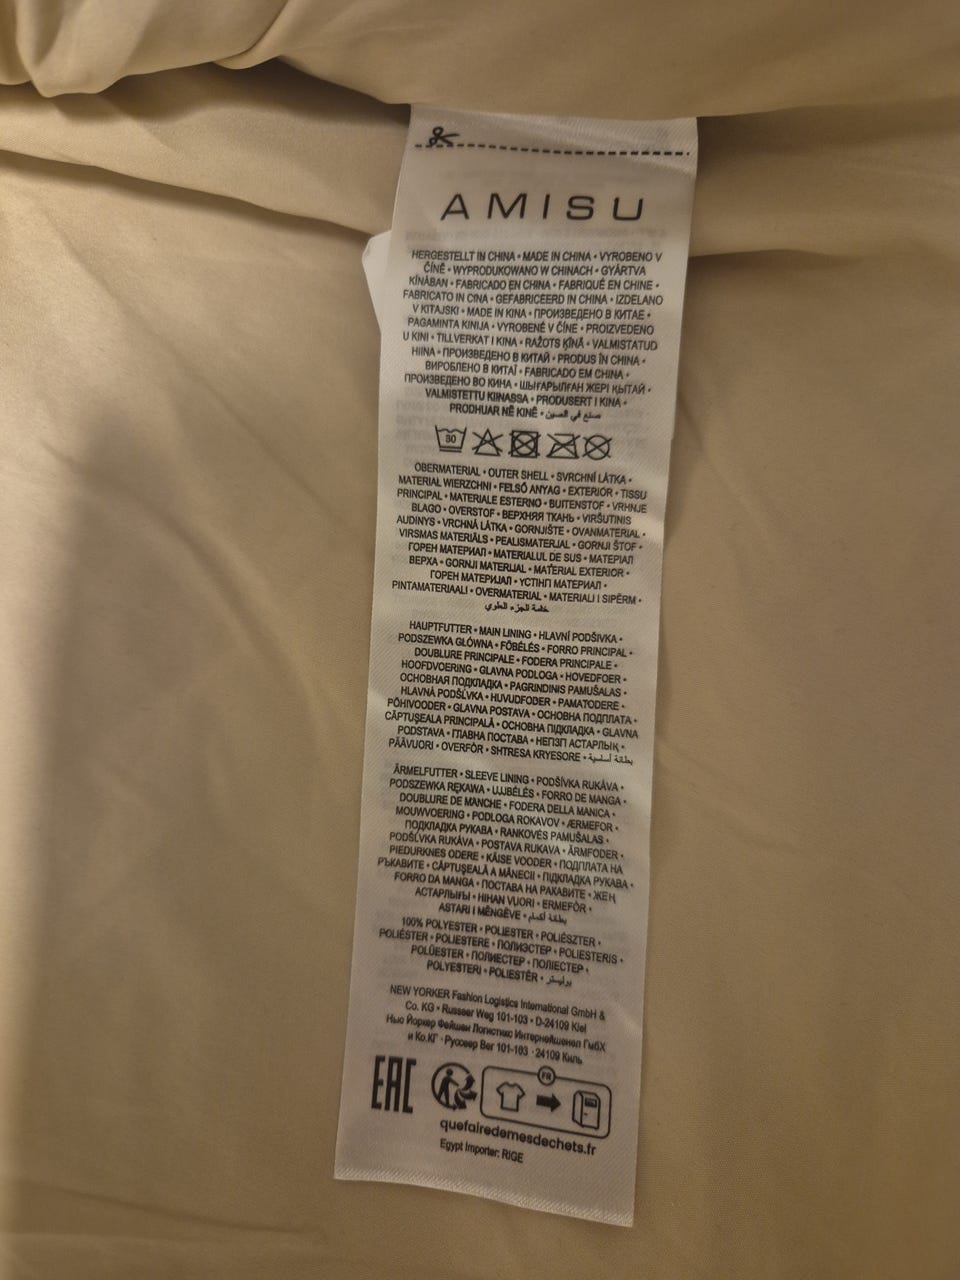 AMISU
HERGESTELLT IN CHINA • MADE IN CHINA • VYROBENO V
ČÍNĚ • WYPRODUKOWANO W CHINACH • GYÁRTVA
KÍNÁBAN • FABRICADO EN CHINA • FABRIQUÉ EN CHINE •
FABRICATO IN CINA • GEFABRICEERD IN CHINA • IZDELANO
V KITAJSKI • MADE IN KINA • ПРОИЗВЕДЕНО В КИТАЕ •
PAGAMINTA KINIJA • VYROBENÉ V ČÍNE • PROIZVEDENO
U KINI • TILLVERKAT I KINA • RAŽOTS ĶĪNĀ • VALMISTATUD
HIINA • ПРОИЗВЕДЕНО В КИТАЙ • PRODUS ÎN CHINA •
ВИРОБЛЕНО В КИТАЇ • FABRICADO EM CHINA •
ПРОИЗВЕДЕНО ВО КИНА • ШЫҒАРЫЛҒАН ЖЕРІ ҚЫТАЙ •
VALMISTETTU KIINASSA • PRODUSERT I KINA •
PRODHUAR NË KINË • صنع في الصين
30
OBERMATERIAL • OUTER SHELL • SVRCHNÍ LÁTKA •
MATERIAŁ WIERZCHNI • FELSŐ ANYAG • EXTERIOR • TISSU
PRINCIPAL • MATERIALE ESTERNO • BUITENSTOF • VRHNJE
BLAGO • OVERSTOF • ВЕРХНЯЯ ТКАНЬ • VIRŠUTINIS
AUDINYS • VRCHNÁ LÁTKA • GORNJIŠTE • OVANMATERIAL •
VIRSMAS MATERIĀLS • PEALISMATERJAL • GORNJI ŠTOF •
ГОРЕН МАТЕРИАЛ • MATERIALUL DE SUS • МАТЕРІАЛ
ВЕРХА • GORNJI MATERIJAL • MATERIAL EXTERIOR •
ГОРЕН МАТЕРИЈАЛ • ҮСТІҢГІ МАТЕРИАЛ •
PINTAMATERIAALI • OVERMATERIAL • MATERIALI I SIPËRM •
خامة الجزء العلوي
HAUPTFUTTER • MAIN LINING • HLAVNÍ PODŠÍVKA •
PODSZEWKA GŁÓWNA • FŐBÉLÉS • FORRO PRINCIPAL •
DOUBLURE PRINCIPALE • FODERA PRINCIPALE •
HOOFDVOERING • GLAVNA PODLOGA • HOVEDFOER •
ОСНОВНАЯ ПОДКЛАДКА • PAGRINDINIS PAMUŠALAS •
HLAVNÁ PODŠÍVKA • HUVUDFODER • PAMATODERE •
PÕHIVOODER • GLAVNA POSTAVA • ОСНОВНА ПОДПЛАТА •
CĂPTUŞEALA PRINCIPALĂ • ОСНОВНА ПІДКЛАДКА • GLAVNA
PODSTAVA • ГЛАВНА ПОСТАВА • НЕГІЗГІ АСТАРЛЫҚ •
PÄÄVUORI • OVERFÔR • SHTRESA KRYESORE • بطانة أساسية
ÄRMELFUTTER • SLEEVE LINING • PODŠÍVKA RUKÁVA •
PODSZEWKA RĘKAWA • UJJBÉLÉS • FORRO DE MANGA •
DOUBLURE DE MANCHE • FODERA DELLA MANICA •
MOUWVOERING • PODLOGA ROKAVOV • ÆRMEFOR •
ПОДКЛАДКА РУКАВА • RANKOVĖS PAMUŠALAS •
PODŠÍVKA RUKÁVA • POSTAVA RUKAVA • ÄRMFODER •
PIEDURKNES ODERE • KÄISE VOODER • ПОДПЛАТА НА
РЪКАВИТЕ • CĂPTUŞEALĂ A MÂNECII • ПІДКЛАДКА РУКАВА •
FORRO DA MANGA • ПОСТАВА НА РАКАВИТЕ • ЖЕҢ
АСТАРЛЫҒЫ • HIHAN VUORI • ERMEFÔR •
ASTARI I MËNGËVE • بطانة أكمام
100% POLYESTER • POLIESTER • POLIÉSZTER •
POLIÉSTER • POLIESTERE • ПОЛИЭСТЕР • POLIESTERIS •
POLÜESTER • ПОЛИЕСТЕР • ПОЛІЕСТЕР •
POLYESTERI • POLIESTËR • بوليستر
NEW YORKER Fashion Logistics International GmbH &
Co. KG • Russeer Weg 101-103 • D-24109 Kiel
Нью Йоркер Фейшен Логистикс Интернейшенел ГмбХ
и Ко.КГ · Руссеер Вег 101-103 · 24109 Киль
EAC
FR
quefairedemesdechets.fr
Egypt Importer: RIGE